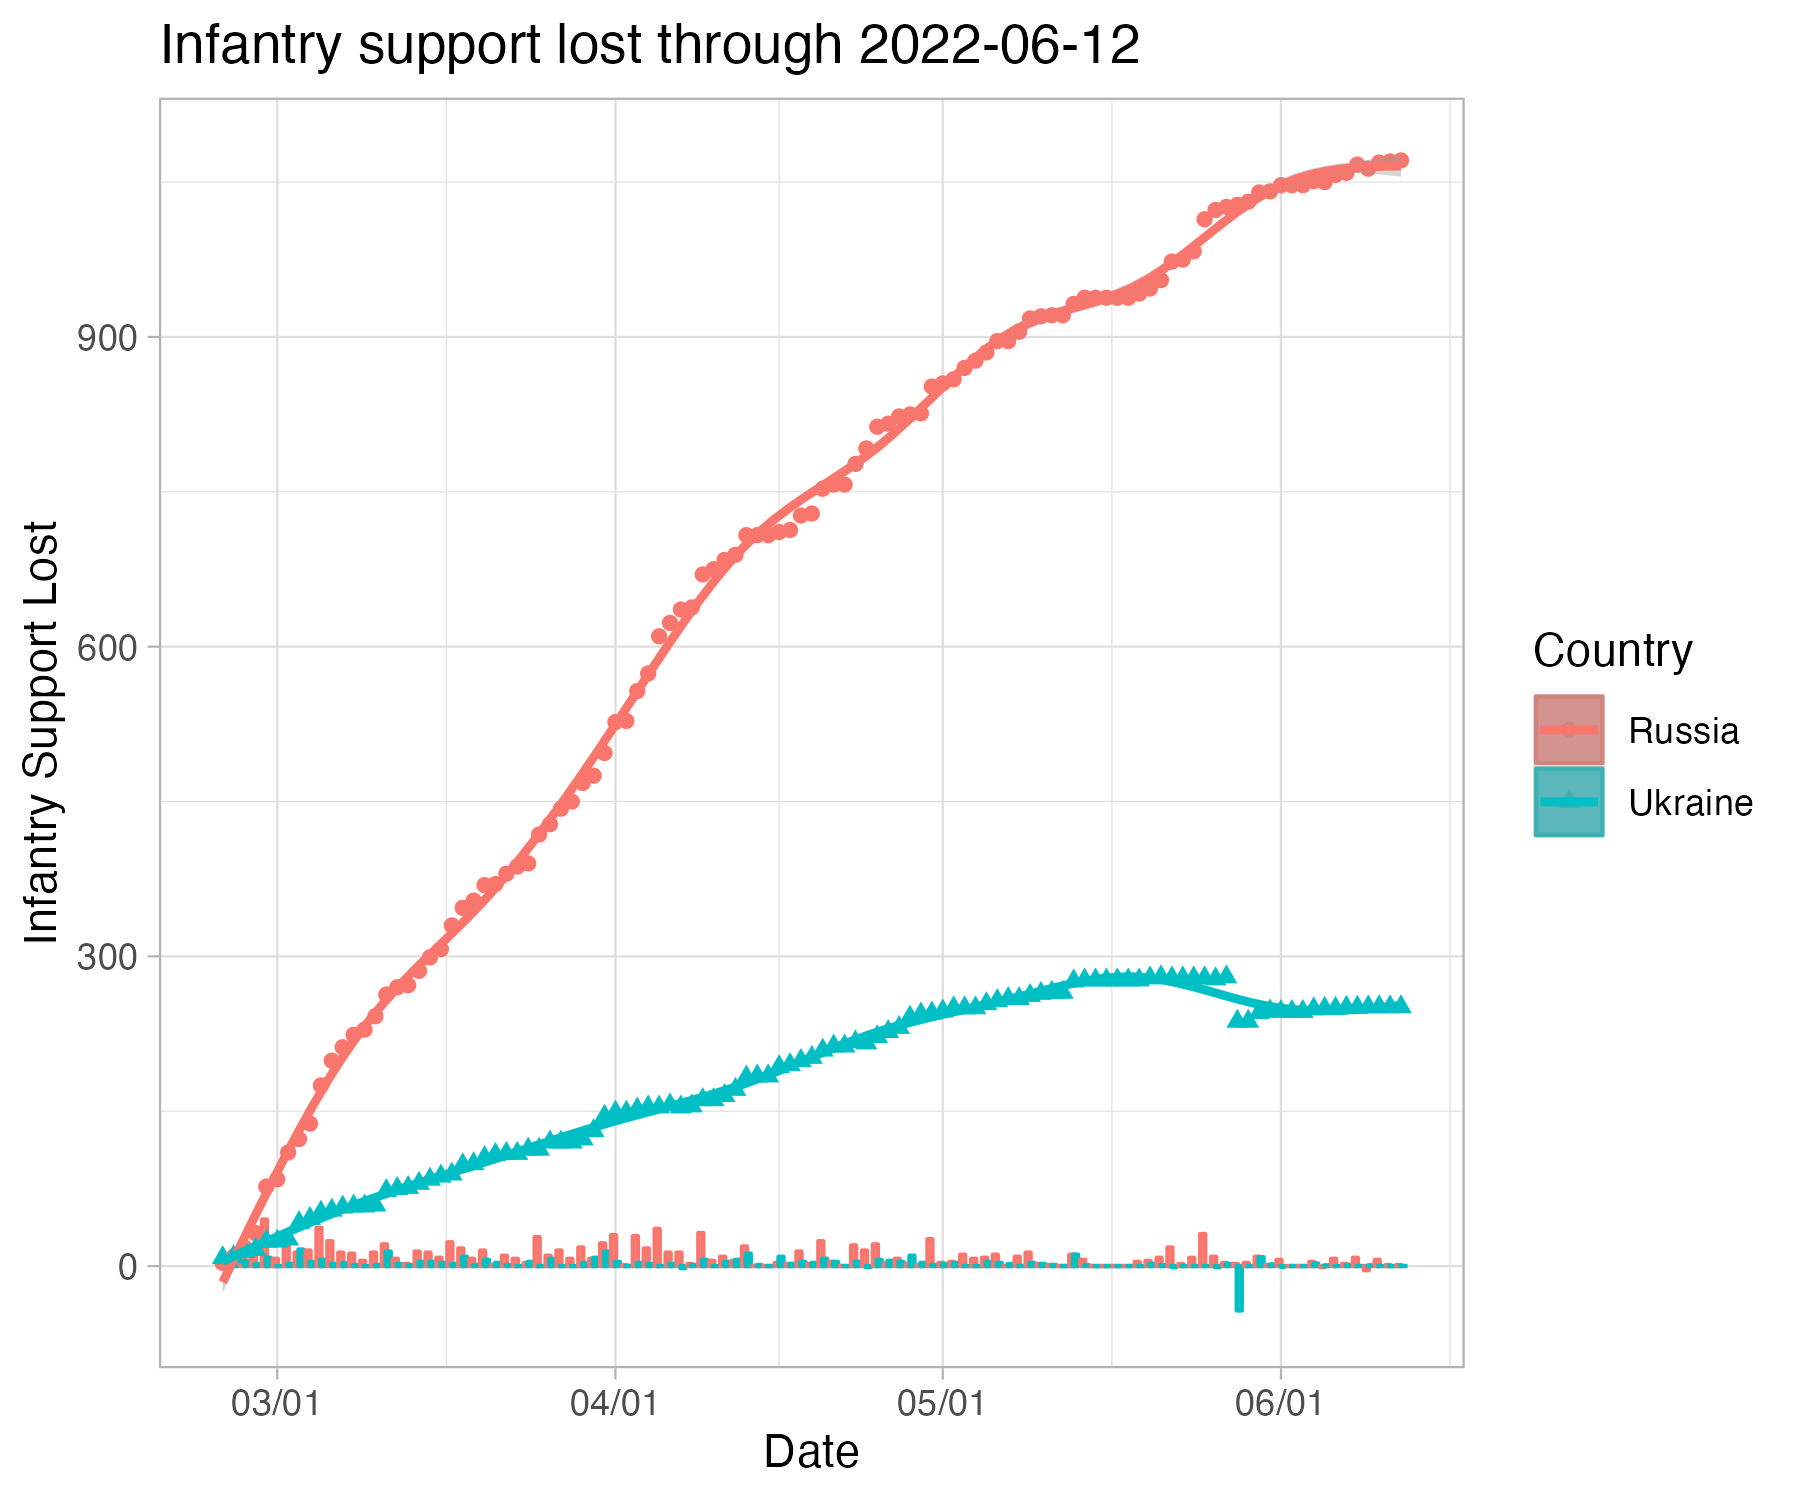 Infantry support lost through 2022-06-12
Infantry Support Lost
900
600
300
0
03/01
04/01
05/01
06/01
Date
Country
Russia
Ukraine